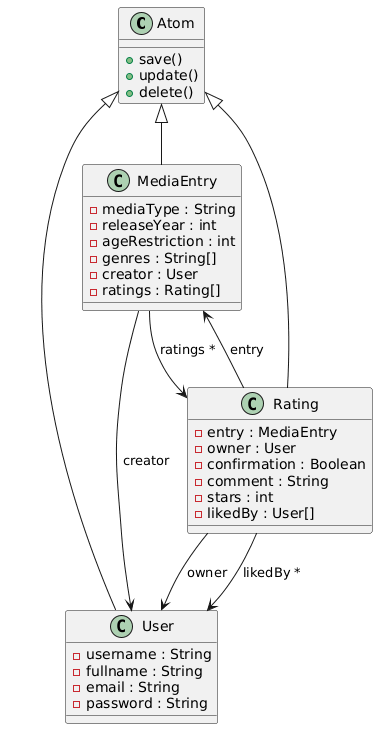 C Atom
save()
update()
delete()
C MediaEntry
mediaType : String
releaseYear : int
ageRestriction : int
genres : String[]
creator : User
ratings : Rating[]
ratings *
entry
C Rating
entry : MediaEntry
owner : User
confirmation : Boolean
comment : String
stars : int
likedBy : User[]
creator
owner
likedBy *
C User
username : String
fullname : String
email : String
password : String